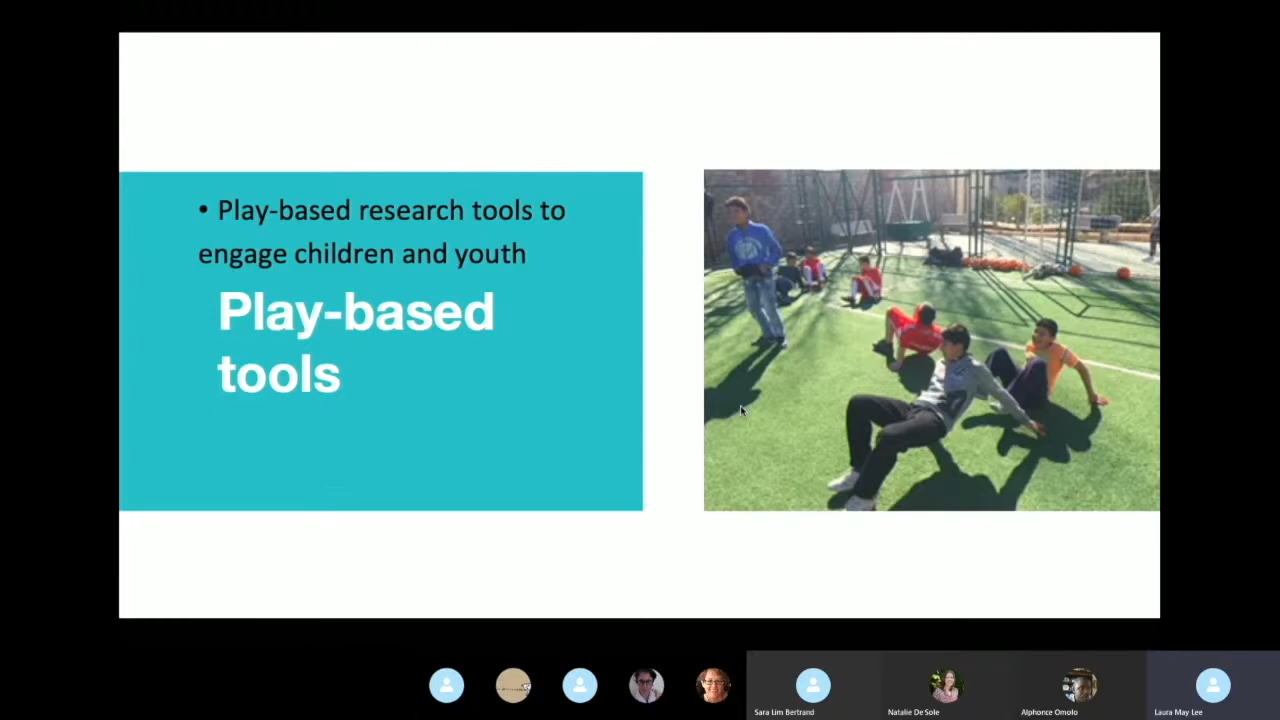 • Play-based research tools to
engage children and youth
Play-based
tools
Sara Lim Bertrand
Natalie De Sole
Alphonce Omolo
Laura May Lee